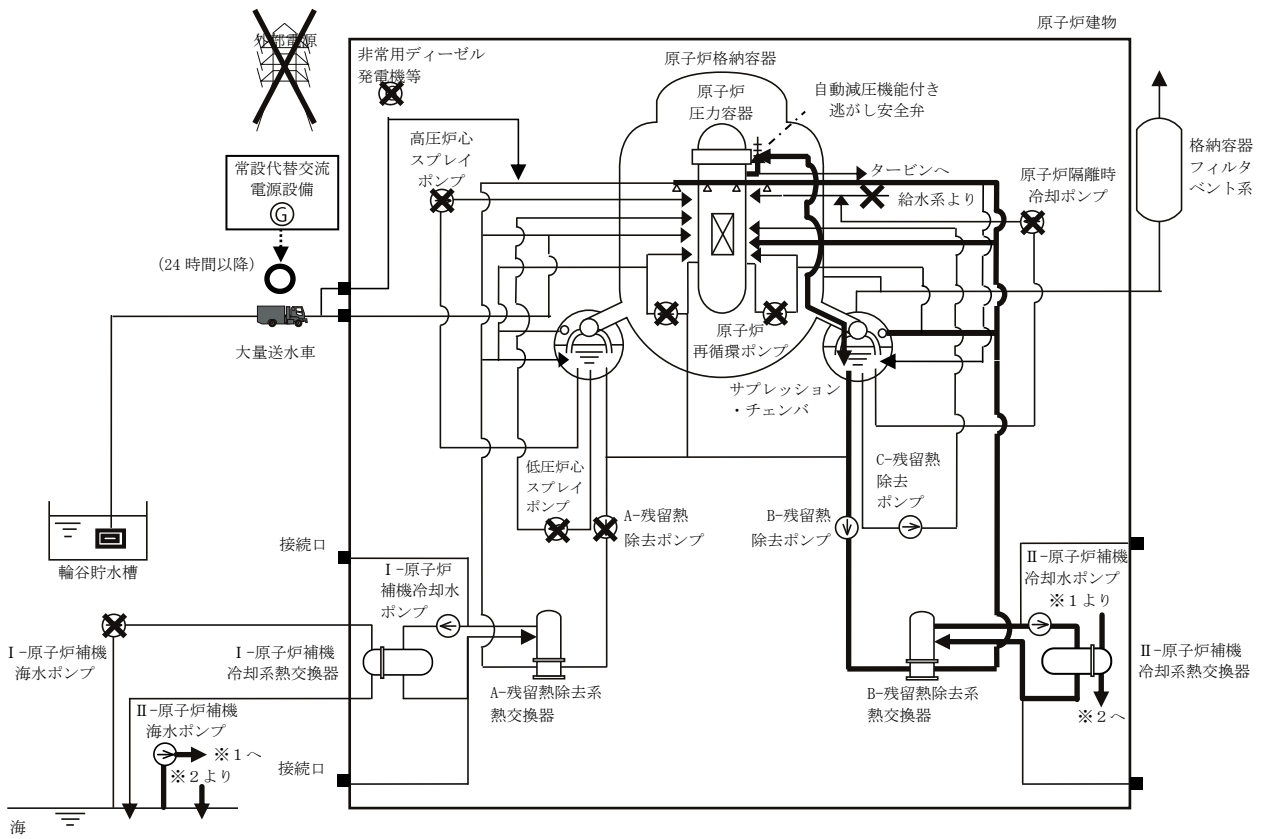 原子炉建物
外部電源
非常用ディーゼル
発電機等
原子炉格納容器
原子炉
圧力容器
自動減圧機能付き
逃がし安全弁
高圧炉心
スプレイ
ポンプ
常設代替交流
電源設備
G
格納容器
フィルタ
ベント系
タービンへ
原子炉隔離時
冷却ポンプ
給水系より
(24時間以降)
大量送水車
原子炉
再循環ポンプ
サプレッション
・チェンバ
低圧炉心
スプレイ
ポンプ
A-残留熱
除去ポンプ
B-残留熱
除去ポンプ
C-残留熱
除去
ポンプ
輪谷貯水槽
接続口
Ⅰ-原子炉
補機冷却水
ポンプ
Ⅱ-原子炉補機
冷却水ポンプ
※1より
Ⅰ-原子炉補機
海水ポンプ
Ⅰ-原子炉補機
冷却系熱交換器
A-残留熱除去系
熱交換器
B-残留熱除去系
熱交換器
Ⅱ-原子炉補機
冷却系熱交換器
※2へ
Ⅱ-原子炉補機
海水ポンプ
※1へ
※2より
接続口
海